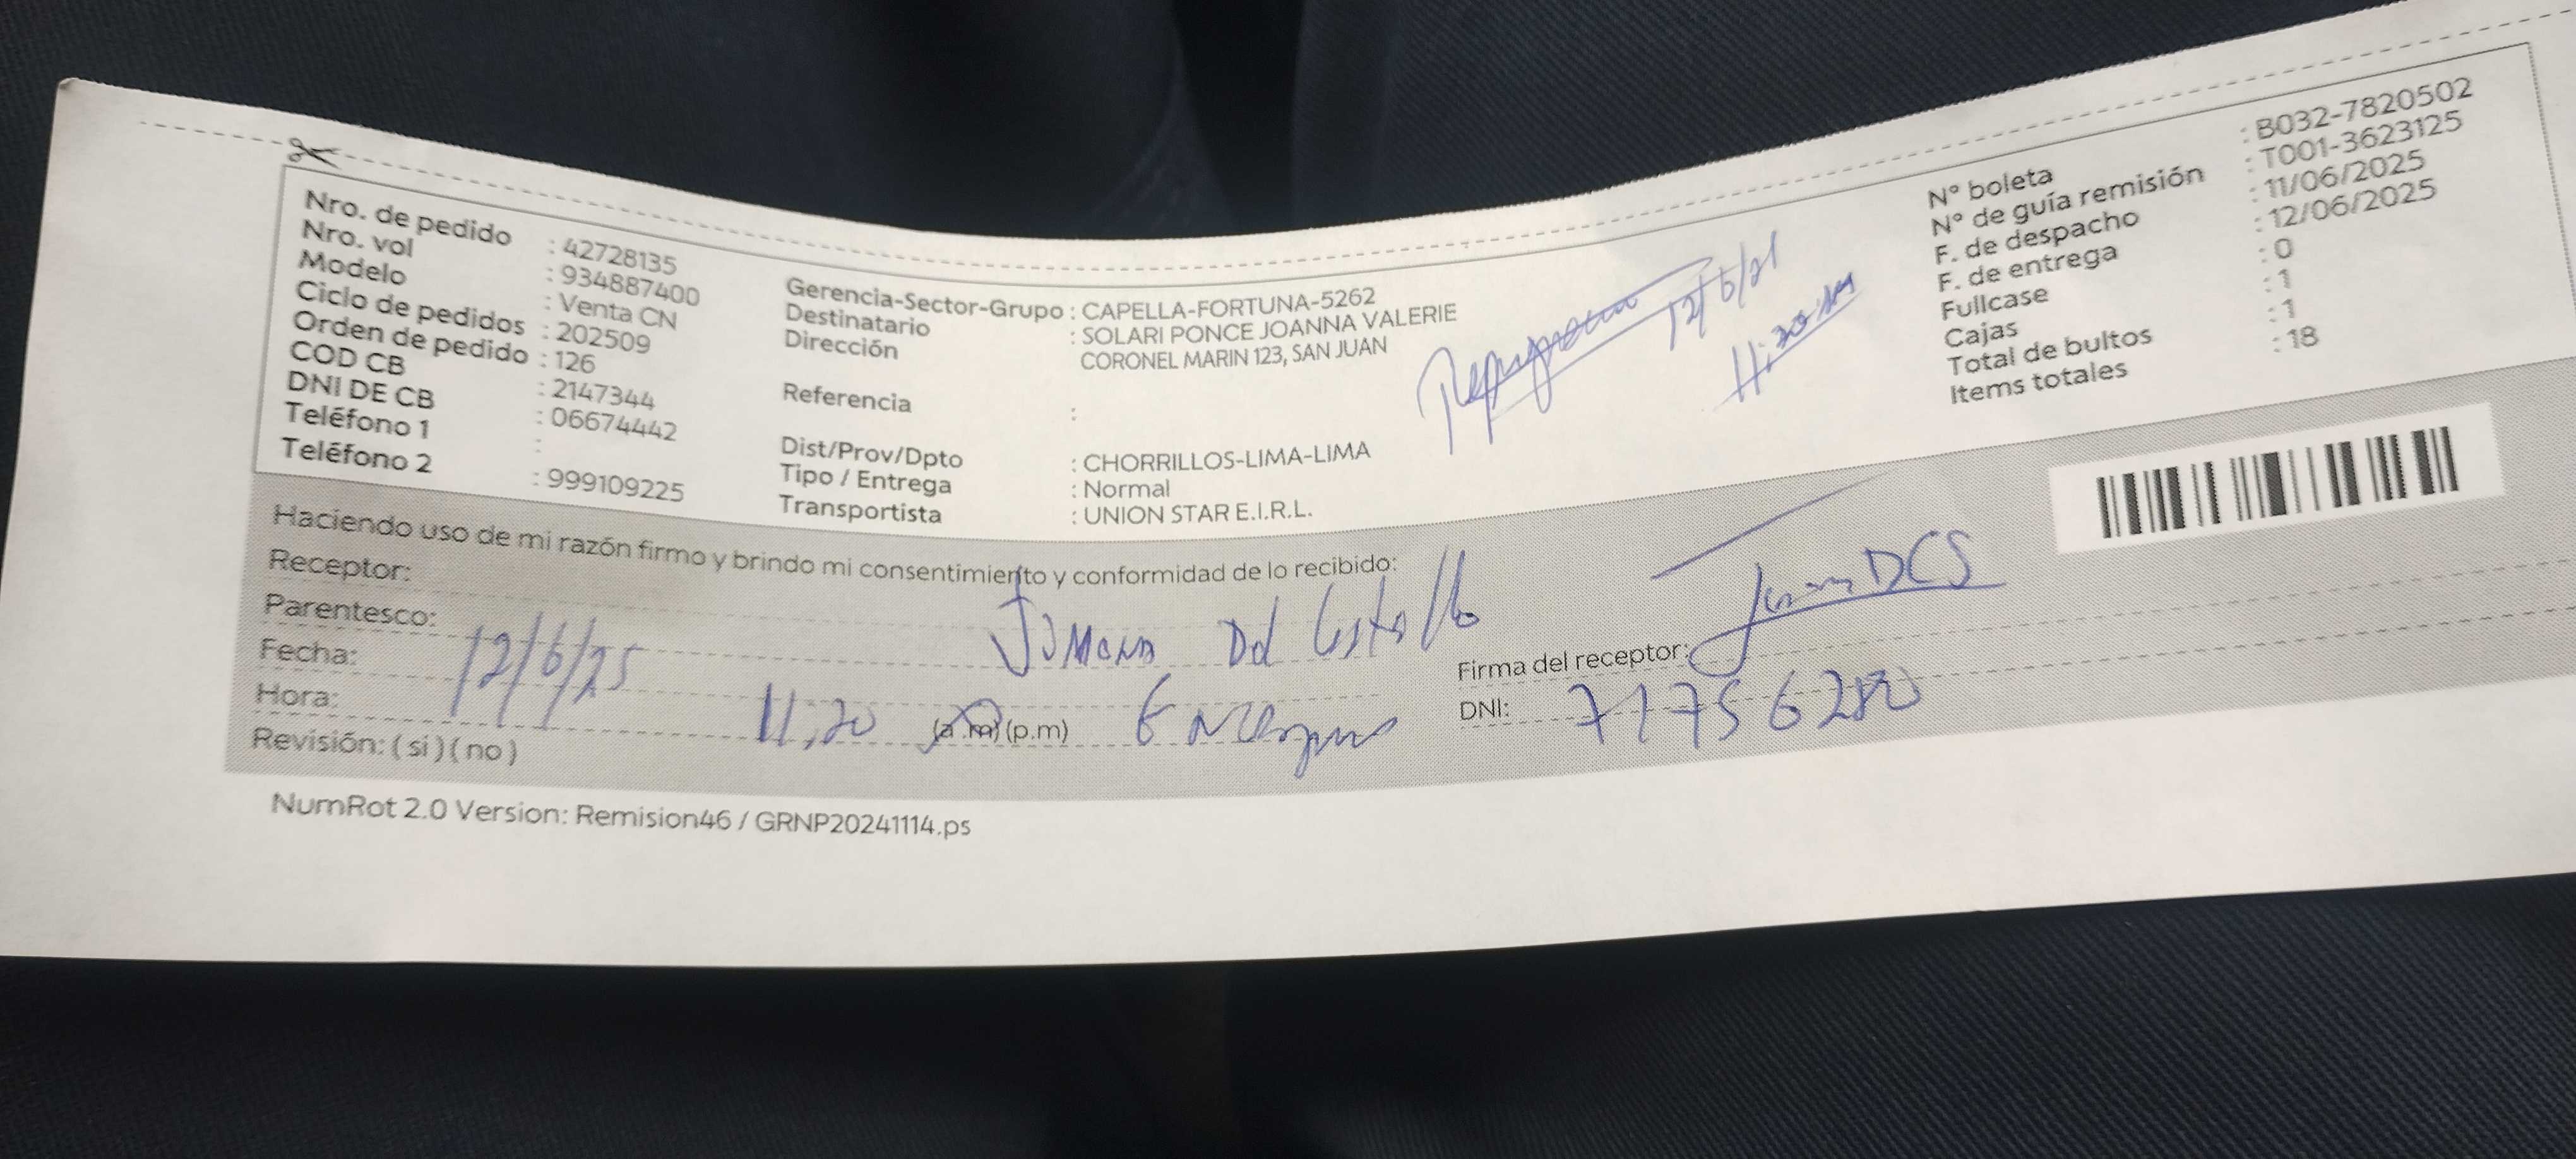 Nro. de pedido : 42728135
Nro. vol : 934887400
Modelo : Venta CN
Ciclo de pedidos : 202509
Orden de pedido : 126
COD CB : 2147344
DNI DE CB : 06674442
Teléfono 1 :
Teléfono 2 : 999109225
Gerencia-Sector-Grupo : CAPELLA-FORTUNA-5262
Destinatario : SOLARI PONCE JOANNA VALERIE
Dirección CORONEL MARIN 123, SAN JUAN
Referencia :
Dist/Prov/Dpto : CHORRILLOS-LIMA-LIMA
Tipo / Entrega : Normal
Transportista : UNION STAR E.I.R.L.
N° boleta : B032-7820502
N° de guía remisión : T001-3623125
F. de despacho : 11/06/2025
F. de entrega : 12/06/2025
Fullcase : 0
Cajas : 1
Total de bultos : 1
Items totales : 18
Haciendo uso de mi razón firmo y brindo mi consentimiento y conformidad de lo recibido:
Receptor:
Parentesco:
Fecha: 12/6/25
Hora: 11:20 (a.m) (p.m)
Revisión: ( si ) ( no )
Del Castillo
Firma del receptor:
DNI: 71756280
NumRot 2.0 Version: Remision46 / GRNP20241114.ps